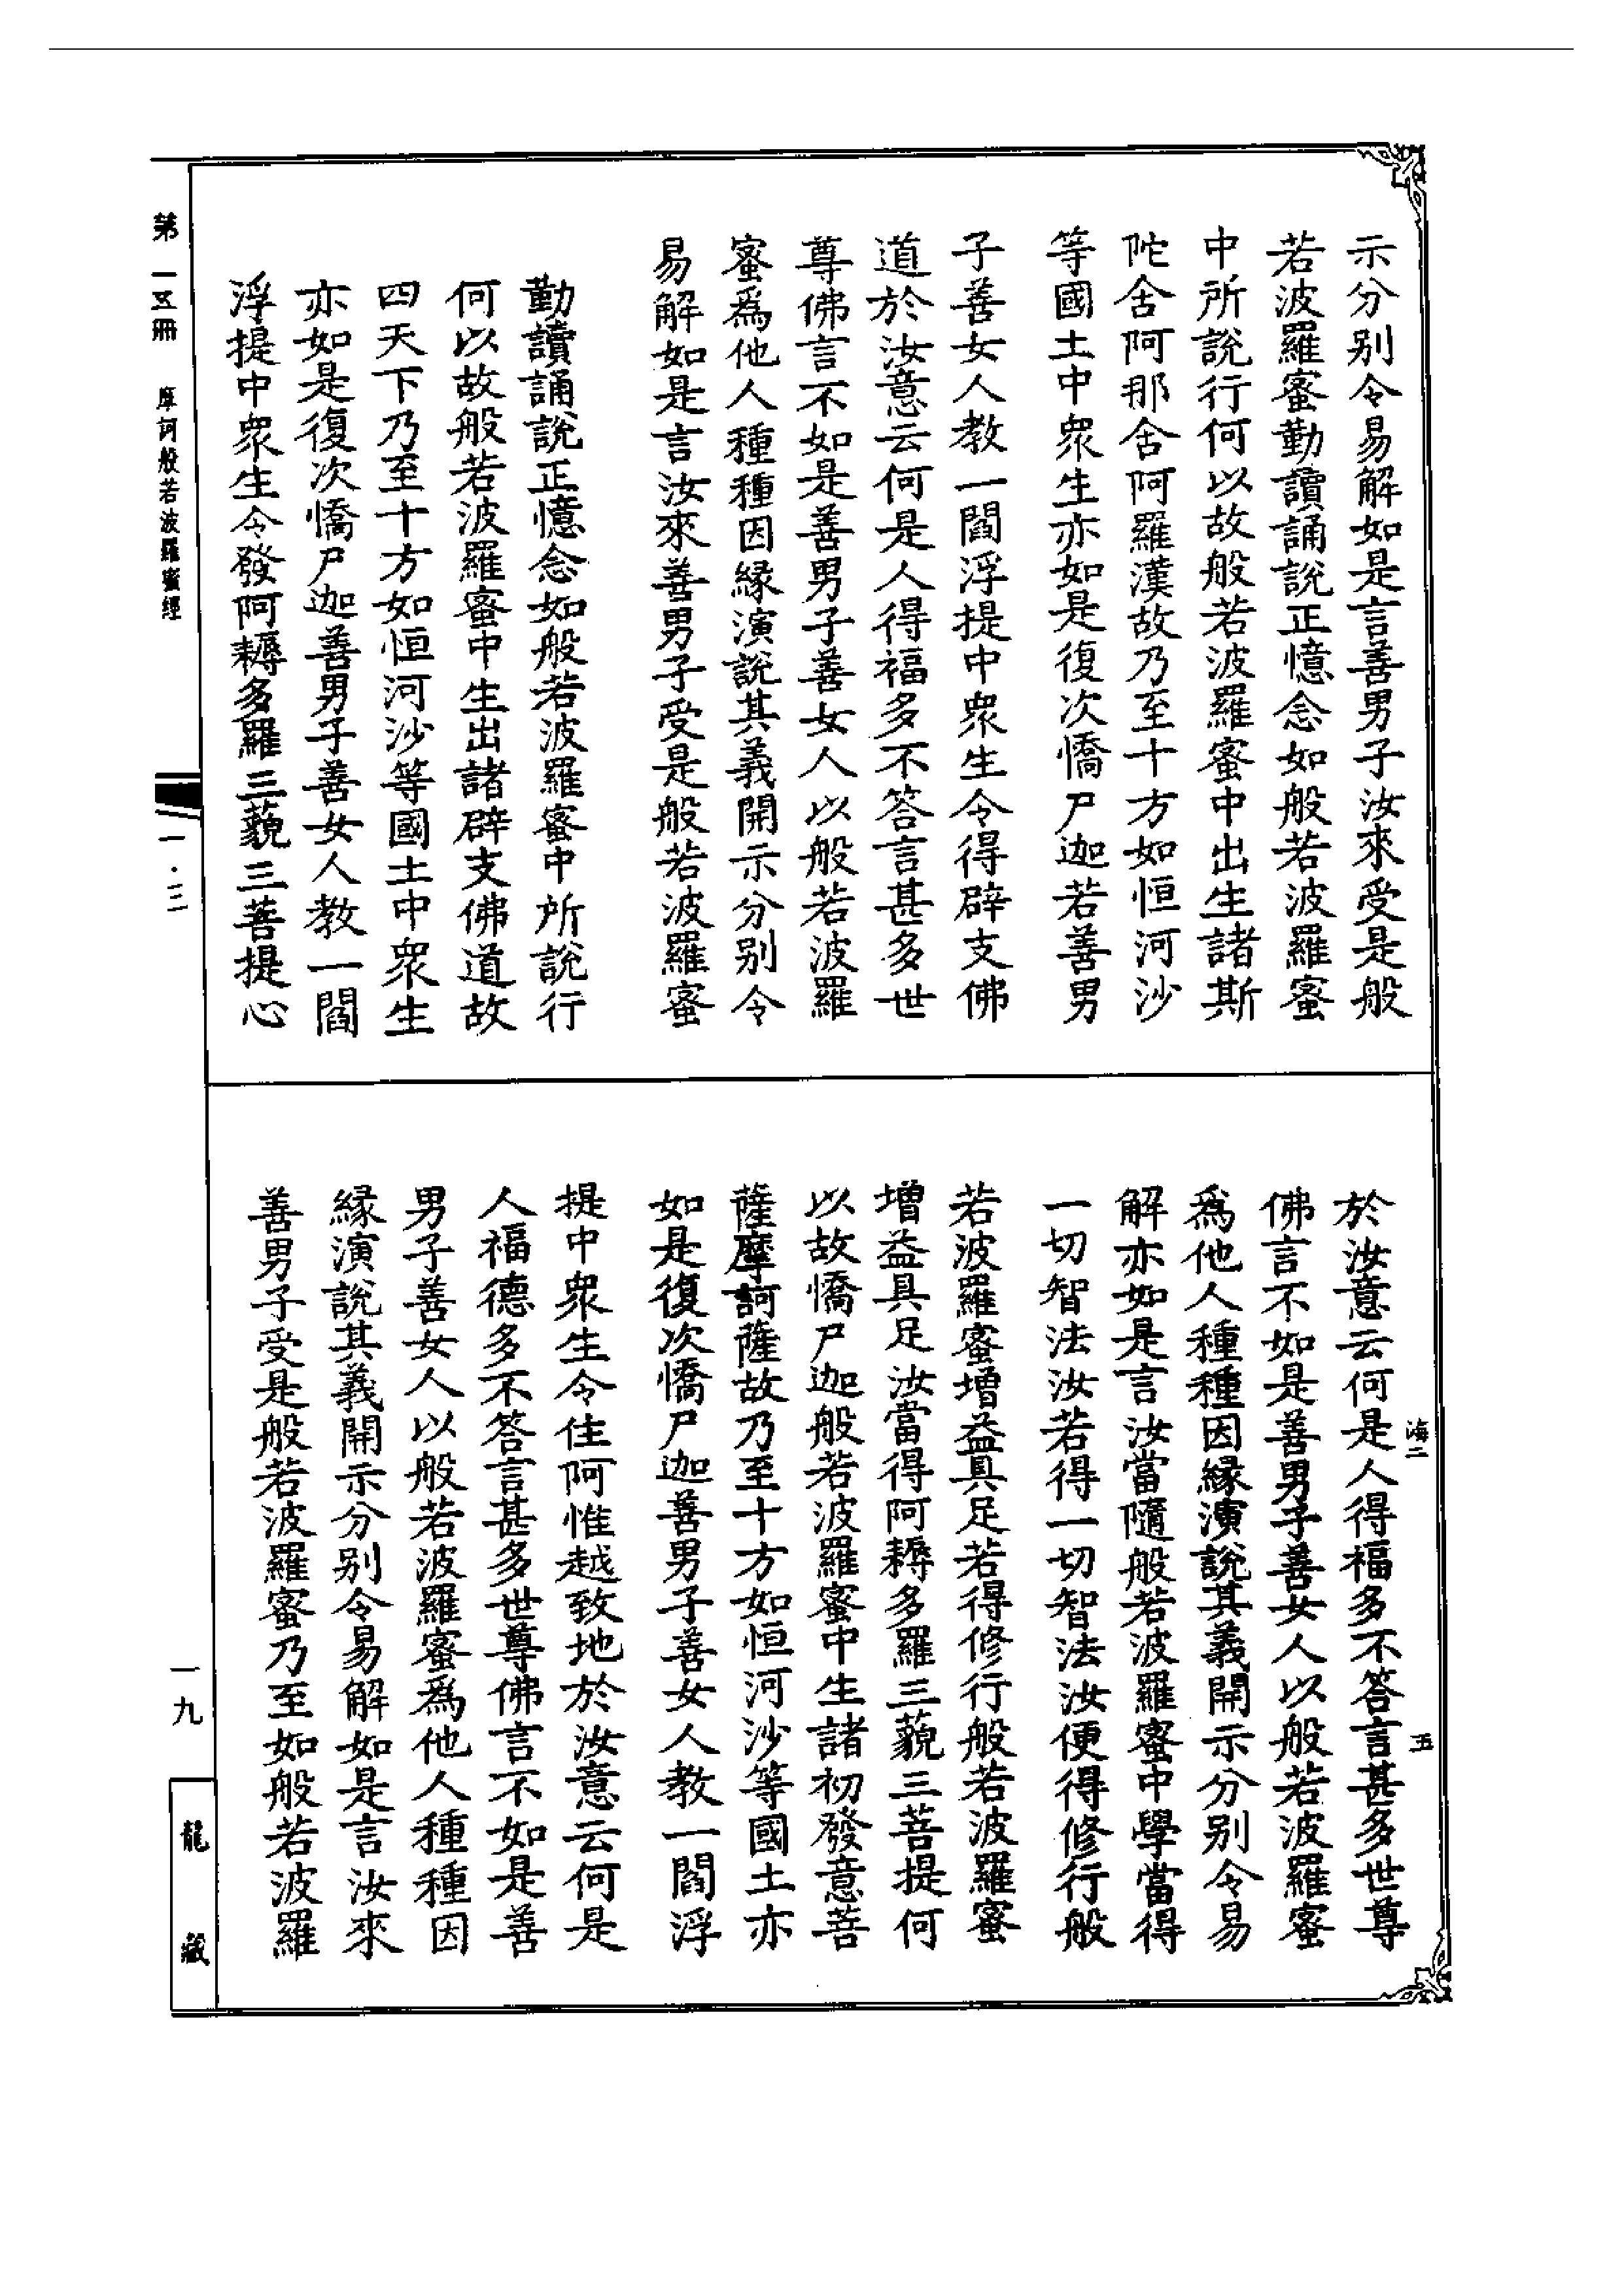 示分别令易解如是言善男子汝來受是般
若波羅蜜勤讀誦說正憶念如般若波羅蜜
中所說行何以故般若波羅蜜中出生諸斯
陀含阿那含阿羅漢故乃至十方如恒河沙
等國土中衆生亦如是復次憍尸迦若善男
子善女人教一閻浮提中衆生令得辟支佛
道於汝意云何是人得福多不答言甚多世
尊佛言不如是善男子善女人以般若波羅
蜜爲他人種種因緣演說其義開示分别令
易解如是言汝來善男子受是般若波羅蜜
勤讀誦說正憶念如般若波羅蜜中所說行
何以故般若波羅蜜中生出諸辟支佛道故
四天下乃至十方如恒河沙等國土中衆生
亦如是復次憍尸迦善男子善女人教一閻
浮提中衆生令發阿耨多羅三藐三菩提心
於汝意云何是人得福多不答言甚多世尊
佛言不如是善男子善女人以般若波羅蜜
爲他人種種因緣演說其義開示分别令易
解亦如是言汝當隨般若波羅蜜中學當得
一切智法汝若得一切智法汝便得修行般
若波羅蜜增益具足若得修行般若波羅蜜
增益具足汝當得阿耨多羅三藐三菩提何
以故憍尸迦般若波羅蜜中生諸初發意菩
薩摩訶薩故乃至十方如恒河沙等國土亦
如是復次憍尸迦善男子善女人教一閻浮
提中衆生令住阿惟越致地於汝意云何是
人福德多不答言甚多世尊佛言不如是善
男子善女人以般若波羅蜜爲他人種種因
緣演說其義開示分别令易解如是言汝來
善男子受是般若波羅蜜乃至如般若波羅
海二
五
第一五冊 摩訶般若波羅蜜經
一·三
一九
龍藏